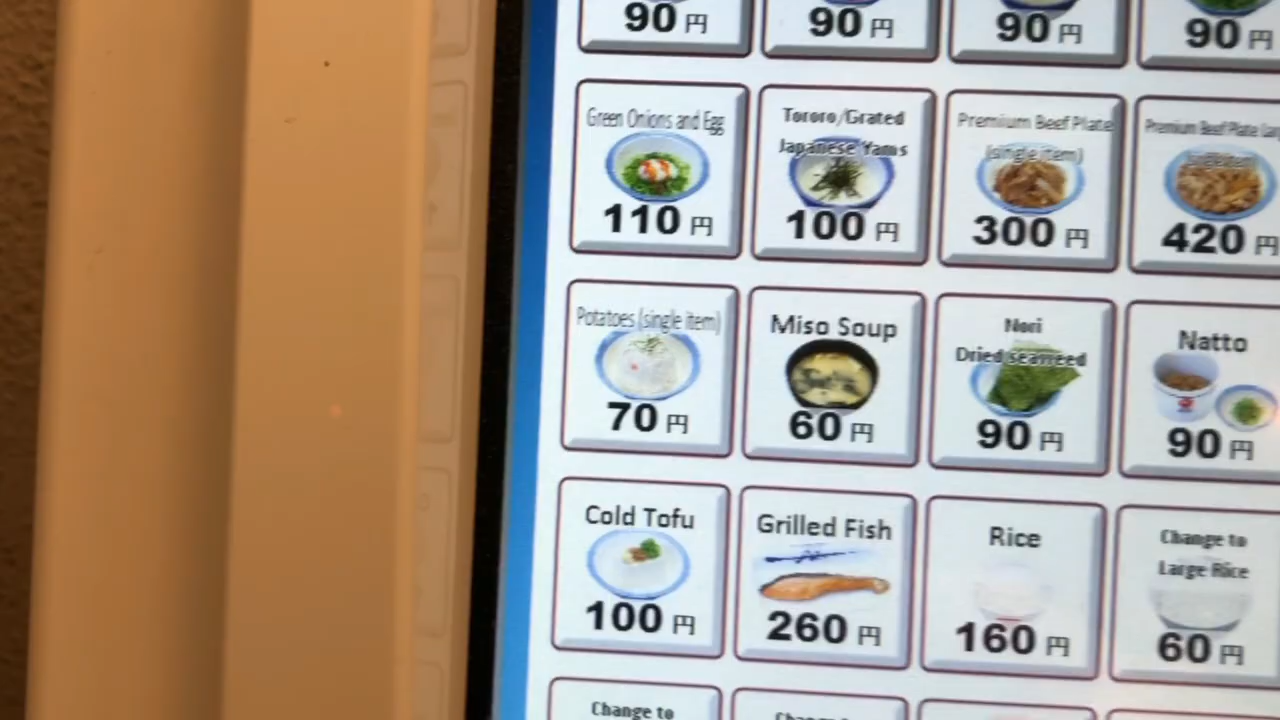 90 円
90 円
90 円
90 円
Green Onions and Egg
110 円
Tororo/Grated
Japanese Yams
100 円
Premium Beef Plate
(single item)
300 円
Premium Beef Plate
420 円
Potatoes (single item)
70 円
Miso Soup
60 円
Nori
Dried seaweed
90 円
Natto
90 円
Cold Tofu
100 円
Grilled Fish
260 円
Rice
160 円
Change to
Large Rice
60 円
Change to